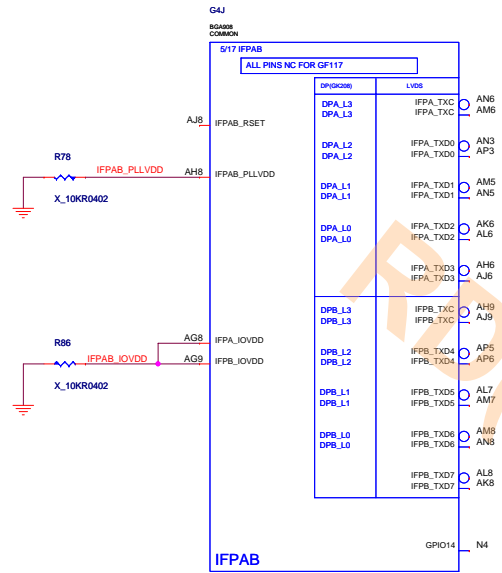 G4J
BGA908
COMMON
5/17 IFPAB
ALL PINS NC FOR GF117
DP(GK208) LVDS
AJ8 IFPAB_RSET
R78
IFPAB_PLLVDD AH8 IFPAB_PLLVDD
X_10KR0402
R86
AG8 IFPA_IOVDD
IFPAB_IOVDD AG9 IFPB_IOVDD
X_10KR0402
DPA_L3 IFPA_TXC AN6
DPA_L3 IFPA_TXC AM6
DPA_L2 IFPA_TXD0 AN3
DPA_L2 IFPA_TXD0 AP3
DPA_L1 IFPA_TXD1 AM5
DPA_L1 IFPA_TXD1 AN5
DPA_L0 IFPA_TXD2 AK6
DPA_L0 IFPA_TXD2 AL6
IFPA_TXD3 AH6
IFPA_TXD3 AJ6
DPB_L3 IFPB_TXC AH9
DPB_L3 IFPB_TXC AJ9
DPB_L2 IFPB_TXD4 AP5
DPB_L2 IFPB_TXD4 AP6
DPB_L1 IFPB_TXD5 AL7
DPB_L1 IFPB_TXD5 AM7
DPB_L0 IFPB_TXD6 AM8
DPB_L0 IFPB_TXD6 AN8
IFPB_TXD7 AL8
IFPB_TXD7 AK8
GPIO14 N4
IFPAB